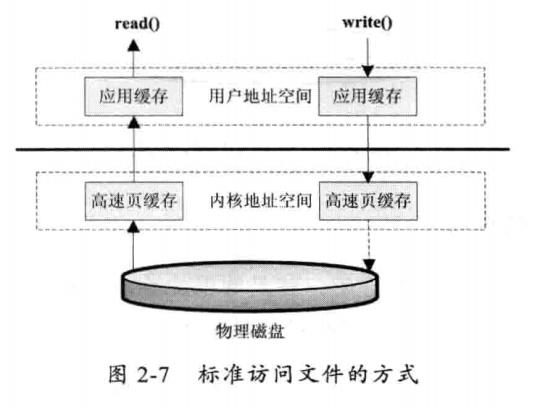 read()
write()
应用缓存
用户地址空间
应用缓存
高速页缓存
内核地址空间
高速页缓存
物理磁盘
图 2-7 标准访问文件的方式